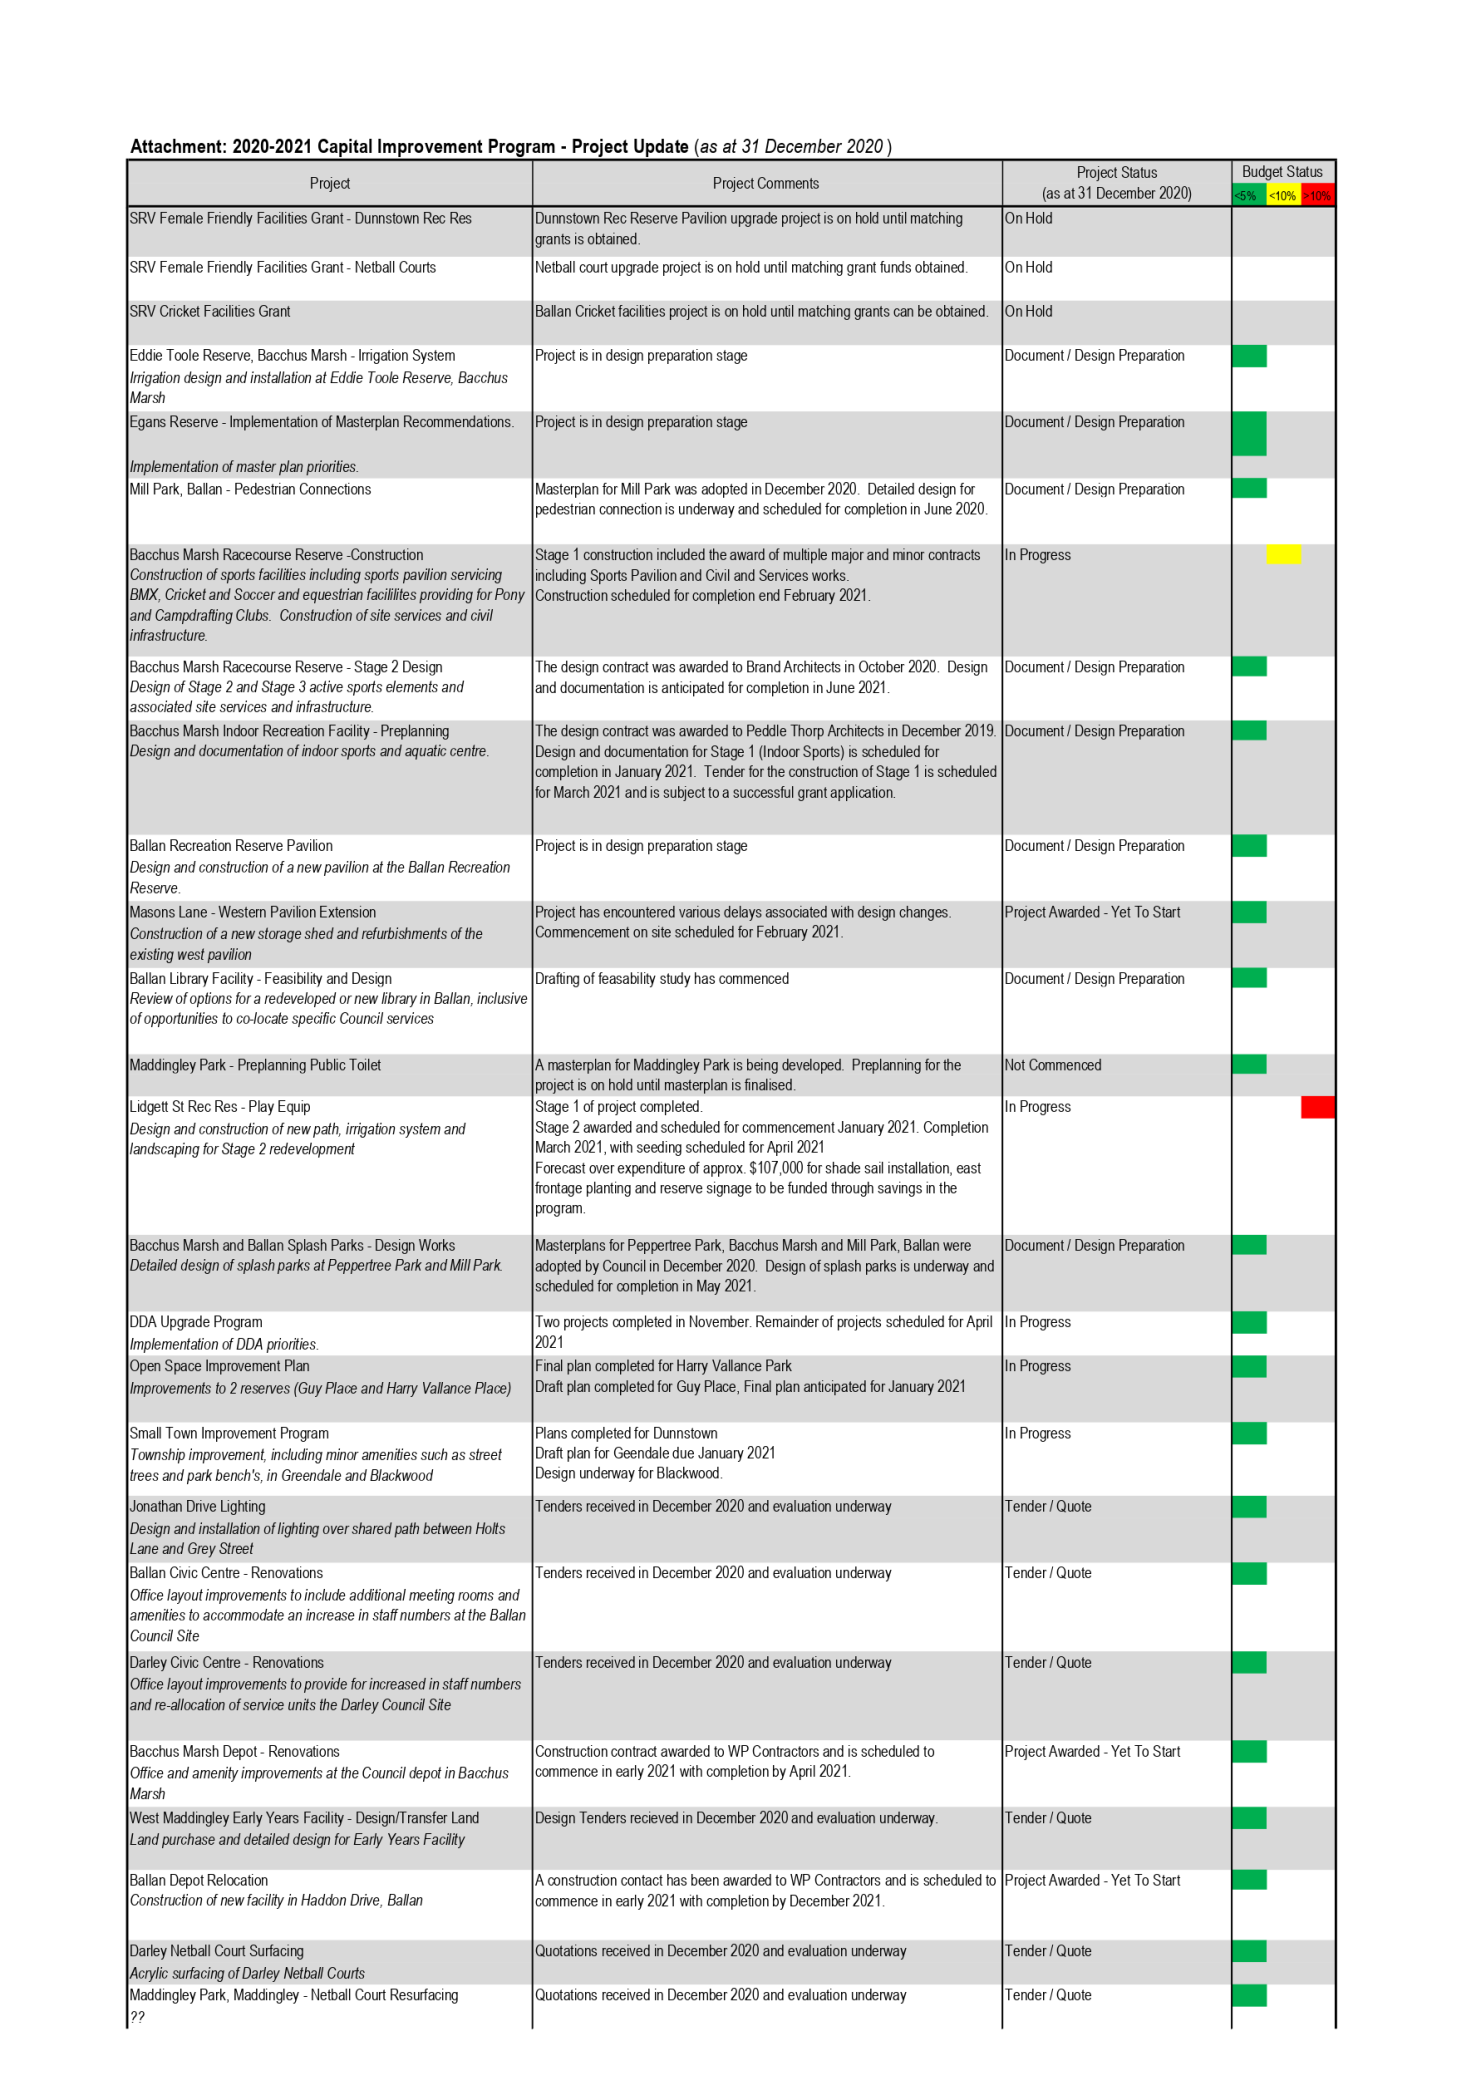 Attachment: 2020-2021 Capital Improvement Program - Project Update (as at 31 December 2020 )
Project
Project Comments
Project Status
(as at 31 December 2020)
Budget Status
<5%
<10%
>10%
SRV Female Friendly Facilities Grant - Dunnstown Rec Res
Dunnstown Rec Reserve Pavilion upgrade project is on hold until matching
grants is obtained.
On Hold
SRV Female Friendly Facilities Grant - Netball Courts
Netball court upgrade project is on hold until matching grant funds obtained.
On Hold
SRV Cricket Facilities Grant
Ballan Cricket facilities project is on hold until matching grants can be obtained.
On Hold
Eddie Toole Reserve, Bacchus Marsh - Irrigation System
Irrigation design and installation at Eddie Toole Reserve, Bacchus
Marsh
Project is in design preparation stage
Document / Design Preparation
Egans Reserve - Implementation of Masterplan Recommendations.
Implementation of master plan priorities.
Project is in design preparation stage
Document / Design Preparation
Mill Park, Ballan - Pedestrian Connections
Masterplan for Mill Park was adopted in December 2020. Detailed design for
pedestrian connection is underway and scheduled for completion in June 2020.
Document / Design Preparation
Bacchus Marsh Racecourse Reserve -Construction
Construction of sports facilities including sports pavilion servicing
BMX, Cricket and Soccer and equestrian facililites providing for Pony
and Campdrafting Clubs. Construction of site services and civil
infrastructure.
Stage 1 construction included the award of multiple major and minor contracts
including Sports Pavilion and Civil and Services works.
Construction scheduled for completion end February 2021.
In Progress
Bacchus Marsh Racecourse Reserve - Stage 2 Design
Design of Stage 2 and Stage 3 active sports elements and
associated site services and infrastructure.
The design contract was awarded to Brand Architects in October 2020. Design
and documentation is anticipated for completion in June 2021.
Document / Design Preparation
Bacchus Marsh Indoor Recreation Facility - Preplanning
Design and documentation of indoor sports and aquatic centre.
The design contract was awarded to Peddle Thorp Architects in December 2019.
Design and documentation for Stage 1 (Indoor Sports) is scheduled for
completion in January 2021. Tender for the construction of Stage 1 is scheduled
for March 2021 and is subject to a successful grant application.
Document / Design Preparation
Ballan Recreation Reserve Pavilion
Design and construction of a new pavilion at the Ballan Recreation
Reserve.
Project is in design preparation stage
Document / Design Preparation
Masons Lane - Western Pavilion Extension
Construction of a new storage shed and refurbishments of the
existing west pavilion
Project has encountered various delays associated with design changes.
Commencement on site scheduled for February 2021.
Project Awarded - Yet To Start
Ballan Library Facility - Feasibility and Design
Review of options for a redeveloped or new library in Ballan, inclusive
of opportunities to co-locate specific Council services
Drafting of feasability study has commenced
Document / Design Preparation
Maddingley Park - Preplanning Public Toilet
A masterplan for Maddingley Park is being developed. Preplanning for the
project is on hold until masterplan is finalised.
Not Commenced
Lidgett St Rec Res - Play Equip
Design and construction of new path, irrigation system and
landscaping for Stage 2 redevelopment
Stage 1 of project completed.
Stage 2 awarded and scheduled for commencement January 2021. Completion
March 2021, with seeding scheduled for April 2021
Forecast over expenditure of approx. $107,000 for shade sail installation, east
frontage planting and reserve signage to be funded through savings in the
program.
In Progress
Bacchus Marsh and Ballan Splash Parks - Design Works
Detailed design of splash parks at Peppertree Park and Mill Park.
Masterplans for Peppertree Park, Bacchus Marsh and Mill Park, Ballan were
adopted by Council in December 2020. Design of splash parks is underway and
scheduled for completion in May 2021.
Document / Design Preparation
DDA Upgrade Program
Implementation of DDA priorities.
Two projects completed in November. Remainder of projects scheduled for April
2021
In Progress
Open Space Improvement Plan
Improvements to 2 reserves (Guy Place and Harry Vallance Place)
Final plan completed for Harry Vallance Park
Draft plan completed for Guy Place, Final plan anticipated for January 2021
In Progress
Small Town Improvement Program
Township improvement, including minor amenities such as street
trees and park bench's, in Greendale and Blackwood
Plans completed for Dunnstown
Draft plan for Geendale due January 2021
Design underway for Blackwood.
In Progress
Jonathan Drive Lighting
Design and installation of lighting over shared path between Holts
Lane and Grey Street
Tenders received in December 2020 and evaluation underway
Tender / Quote
Ballan Civic Centre - Renovations
Office layout improvements to include additional meeting rooms and
amenities to accommodate an increase in staff numbers at the Ballan
Council Site
Tenders received in December 2020 and evaluation underway
Tender / Quote
Darley Civic Centre - Renovations
Office layout improvements to provide for increased in staff numbers
and re-allocation of service units the Darley Council Site
Tenders received in December 2020 and evaluation underway
Tender / Quote
Bacchus Marsh Depot - Renovations
Office and amenity improvements at the Council depot in Bacchus
Marsh
Construction contract awarded to WP Contractors and is scheduled to
commence in early 2021 with completion by April 2021.
Project Awarded - Yet To Start
West Maddingley Early Years Facility - Design/Transfer Land
Land purchase and detailed design for Early Years Facility
Design Tenders recieved in December 2020 and evaluation underway.
Tender / Quote
Ballan Depot Relocation
Construction of new facility in Haddon Drive, Ballan
A construction contact has been awarded to WP Contractors and is scheduled to
commence in early 2021 with completion by December 2021.
Project Awarded - Yet To Start
Darley Netball Court Surfacing
Acrylic surfacing of Darley Netball Courts
Quotations received in December 2020 and evaluation underway
Tender / Quote
Maddingley Park, Maddingley - Netball Court Resurfacing
??
Quotations received in December 2020 and evaluation underway
Tender / Quote